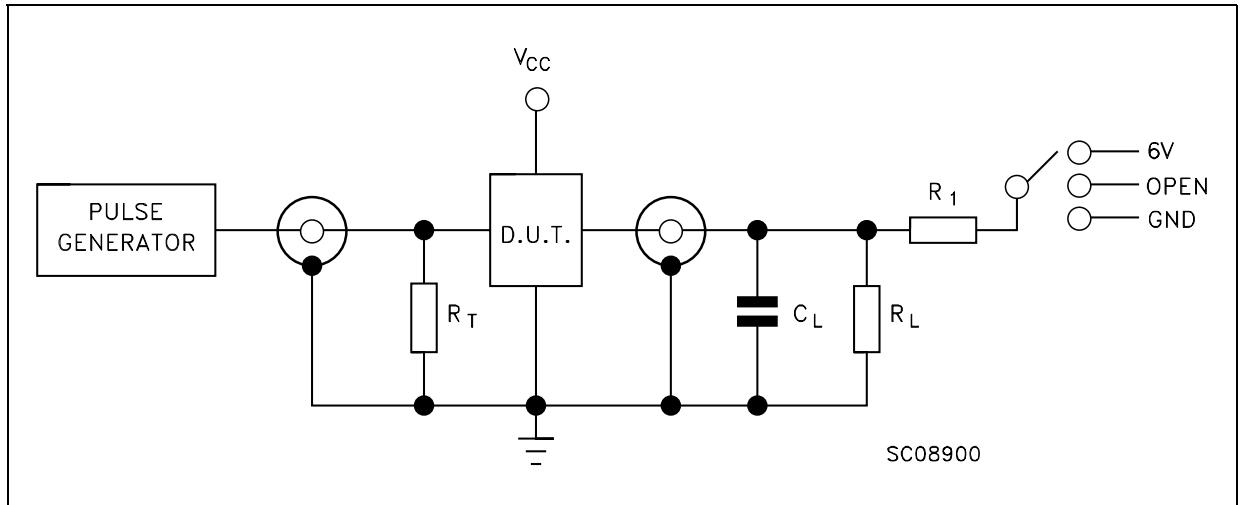 VCC
PULSE
GENERATOR
D.U.T.
RT
CL
RL
R1
6V
OPEN
GND
SC08900